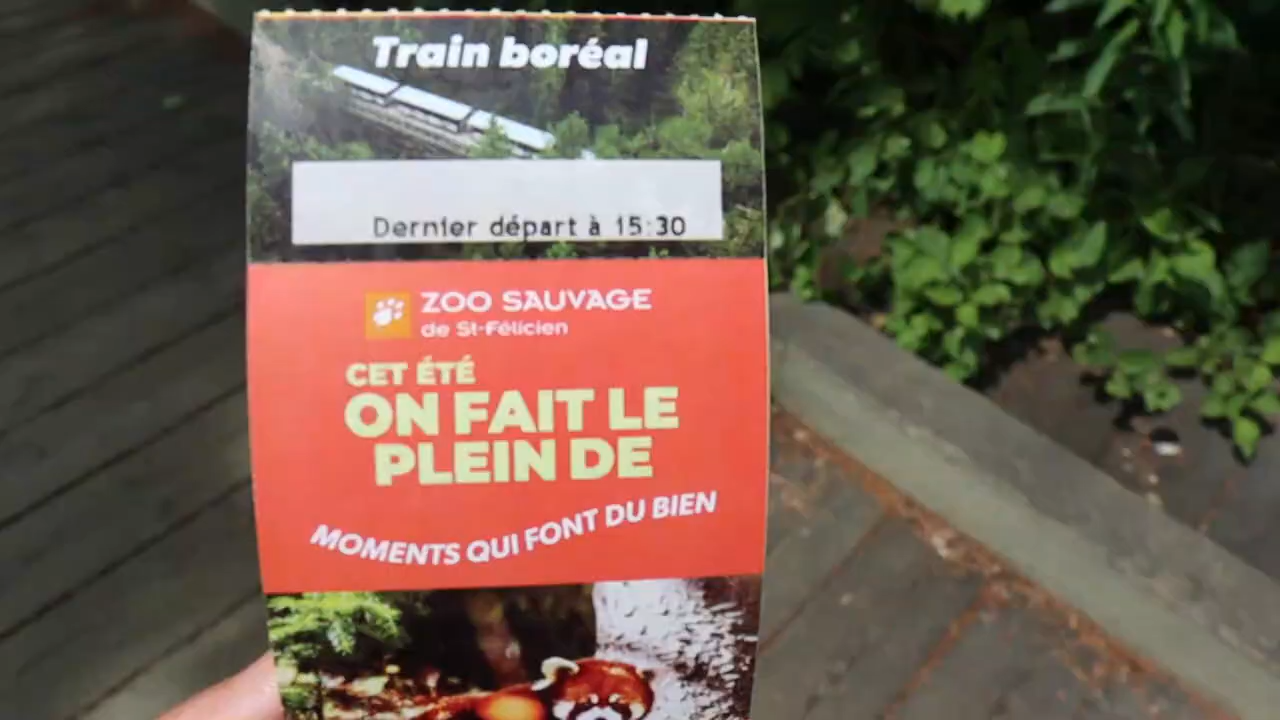 Train boréal
Dernier départ à 15:30
ZOO SAUVAGE
de St-Félicien
CET ÉTÉ
ON FAIT LE
PLEIN DE
MOMENTS QUI FONT DU BIEN